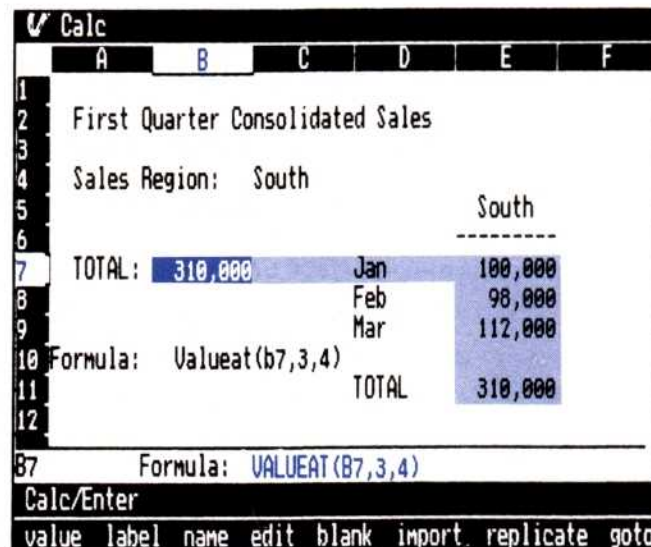 V Calc
A B C D E F
1
2 First Quarter Consolidated Sales
3
4 Sales Region: South
5 South
6 ---------
7 TOTAL: 310,000 Jan 100,000
8 Feb 98,000
9 Mar 112,000
10 Formula: Valueat(b7,3,4)
11 TOTAL 310,000
12
B7 Formula: VALUEAT(B7,3,4)
Calc/Enter
value label name edit blank import replicate goto